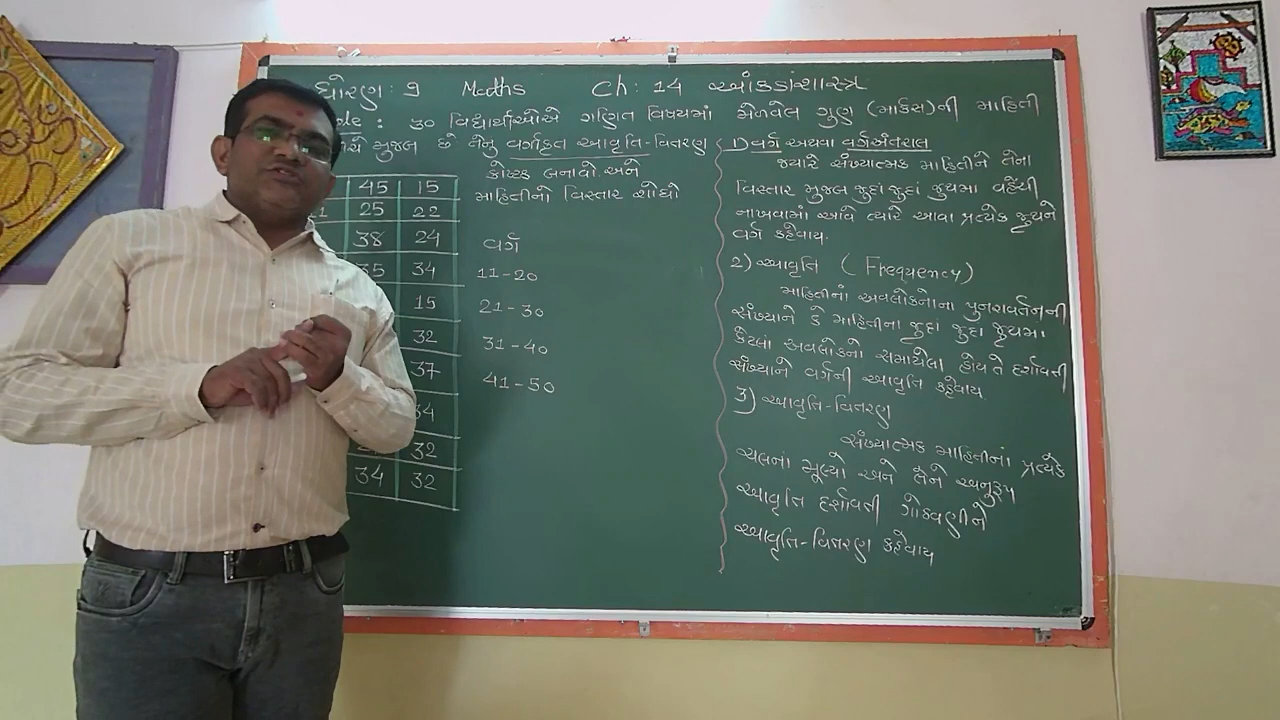 ધોરણ : 9 Maths Ch : 14 આંકડાશાસ્ત્ર
: 30 વિદ્યાર્થીઓએ ગણિત વિષયમાં મેળવેલ ગુણ (માર્કસ)ની માહિતી
મુજબ છે તેનું વર્ગીકૃત આવૃત્તિ-વિતરણ
કોષ્ટક બનાવો અને
માહિતીનો વિસ્તાર શોધો
45 15
25 22
38 24
35 34
15
32
37
34
32
34 32
વર્ગ
11-20
21-30
31-40
41-50
1) વર્ગ અથવા વર્ગઅંતરાલ
જ્યારે સંખ્યાત્મક માહિતીને તેના
વિસ્તાર મુજબ જુદાં જુદાં જુથમાં વહેંચી
નાખવામાં આવે ત્યારે આવા પ્રત્યેક જૂથને
વર્ગ કહેવાય.
2) આવૃત્તિ ( Frequency)
માહિતીનાં અવલોકનોના પુનરાવર્તનની
સંખ્યાને કે માહિતીના જુદાં જુદાં જૂથમાં
કેટલા અવલોકનો સમાયેલા હોય તે દર્શાવતી
સંખ્યાને વર્ગની આવૃત્તિ કહેવાય.
3) આવૃત્તિ-વિતરણ
સંખ્યાત્મક માહિતીનાં પ્રત્યેક
ચલનાં મૂલ્યો અને તેને અનુરૂપ
આવૃત્તિ દર્શાવતી ગોઠવણીને
આવૃત્તિ-વિતરણ કહેવાય